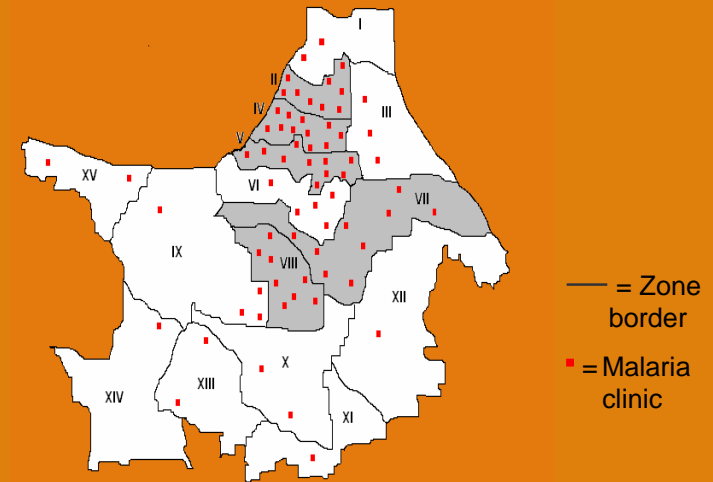 I
II
IV
III
V
XV
VI
VII
IX
VIII
XII
= Zone
border
X
= Malaria
clinic
XIV
XIII
XI